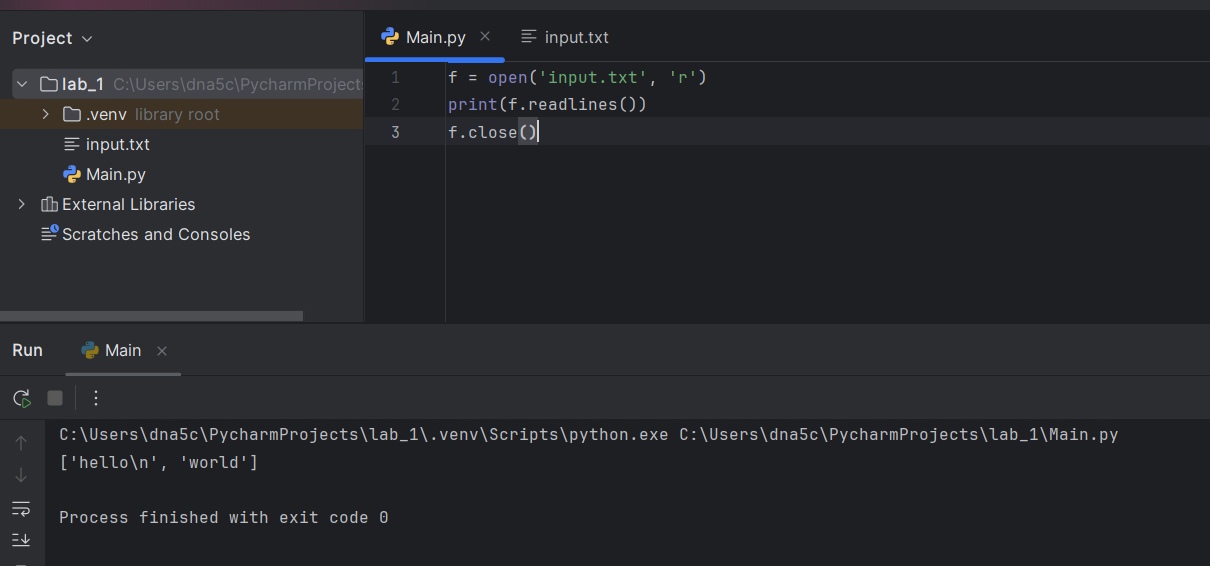 Project
lab_1 C:\Users\dna5c\PycharmProject
.venv library root
input.txt
Main.py
External Libraries
Scratches and Consoles
Main.py
input.txt
1 f = open('input.txt', 'r')
2 print(f.readlines())
3 f.close()
Run
Main
C:\Users\dna5c\PycharmProjects\lab_1\.venv\Scripts\python.exe C:\Users\dna5c\PycharmProjects\lab_1\Main.py
['hello\n', 'world']
Process finished with exit code 0